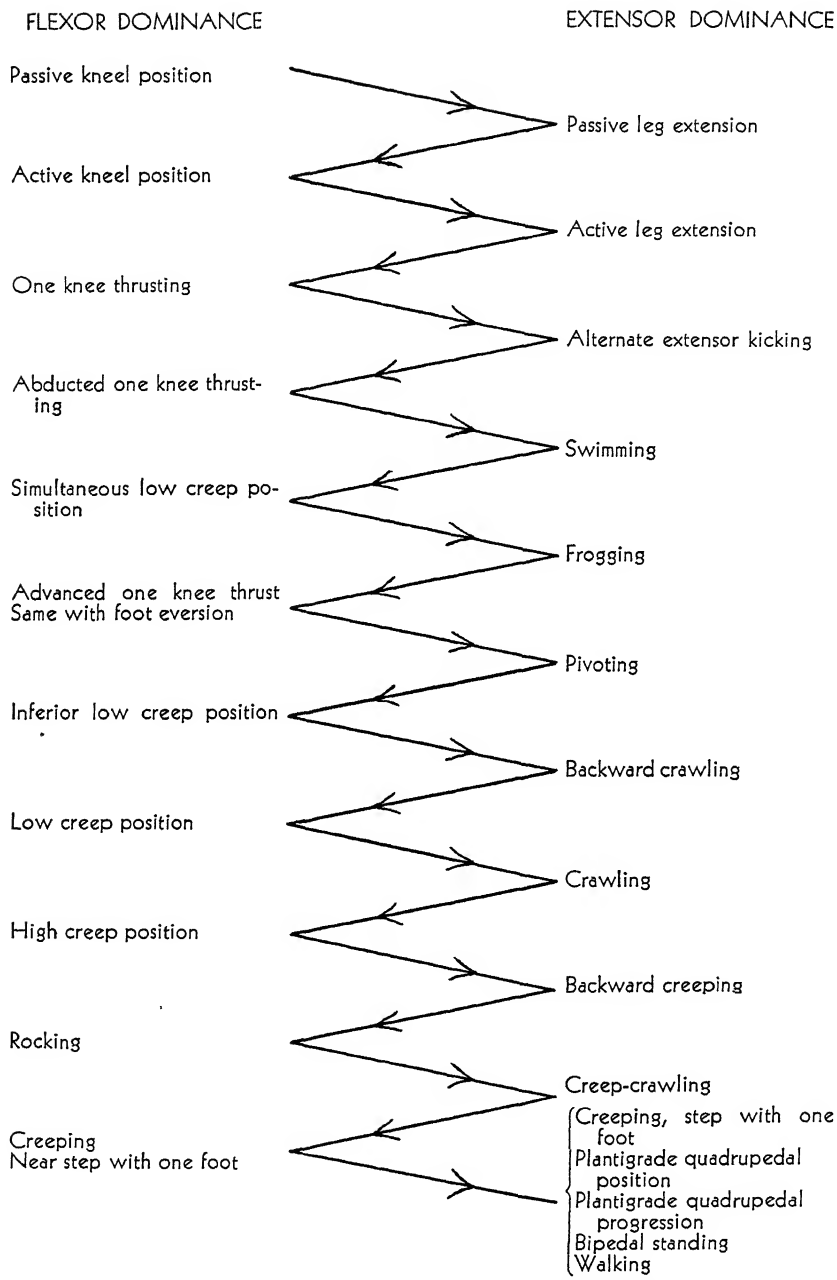 FLEXOR DOMINANCE
EXTENSOR DOMINANCE
Passive kneel position
Passive leg extension
Active kneel position
Active leg extension
One knee thrusting
Alternate extensor kicking
Abducted one knee thrust-
ing
Swimming
Simultaneous low creep po-
sition
Frogging
Advanced one knee thrust
Same with foot eversion
Pivoting
Inferior low creep position
Backward crawling
Low creep position
Crawling
High creep position
Backward creeping
Rocking
Creep-crawling
Creeping
Near step with one foot
Creeping, step with one
foot
Plantigrade quadrupedal
position
Plantigrade quadrupedal
progression
Bipedal standing
Walking